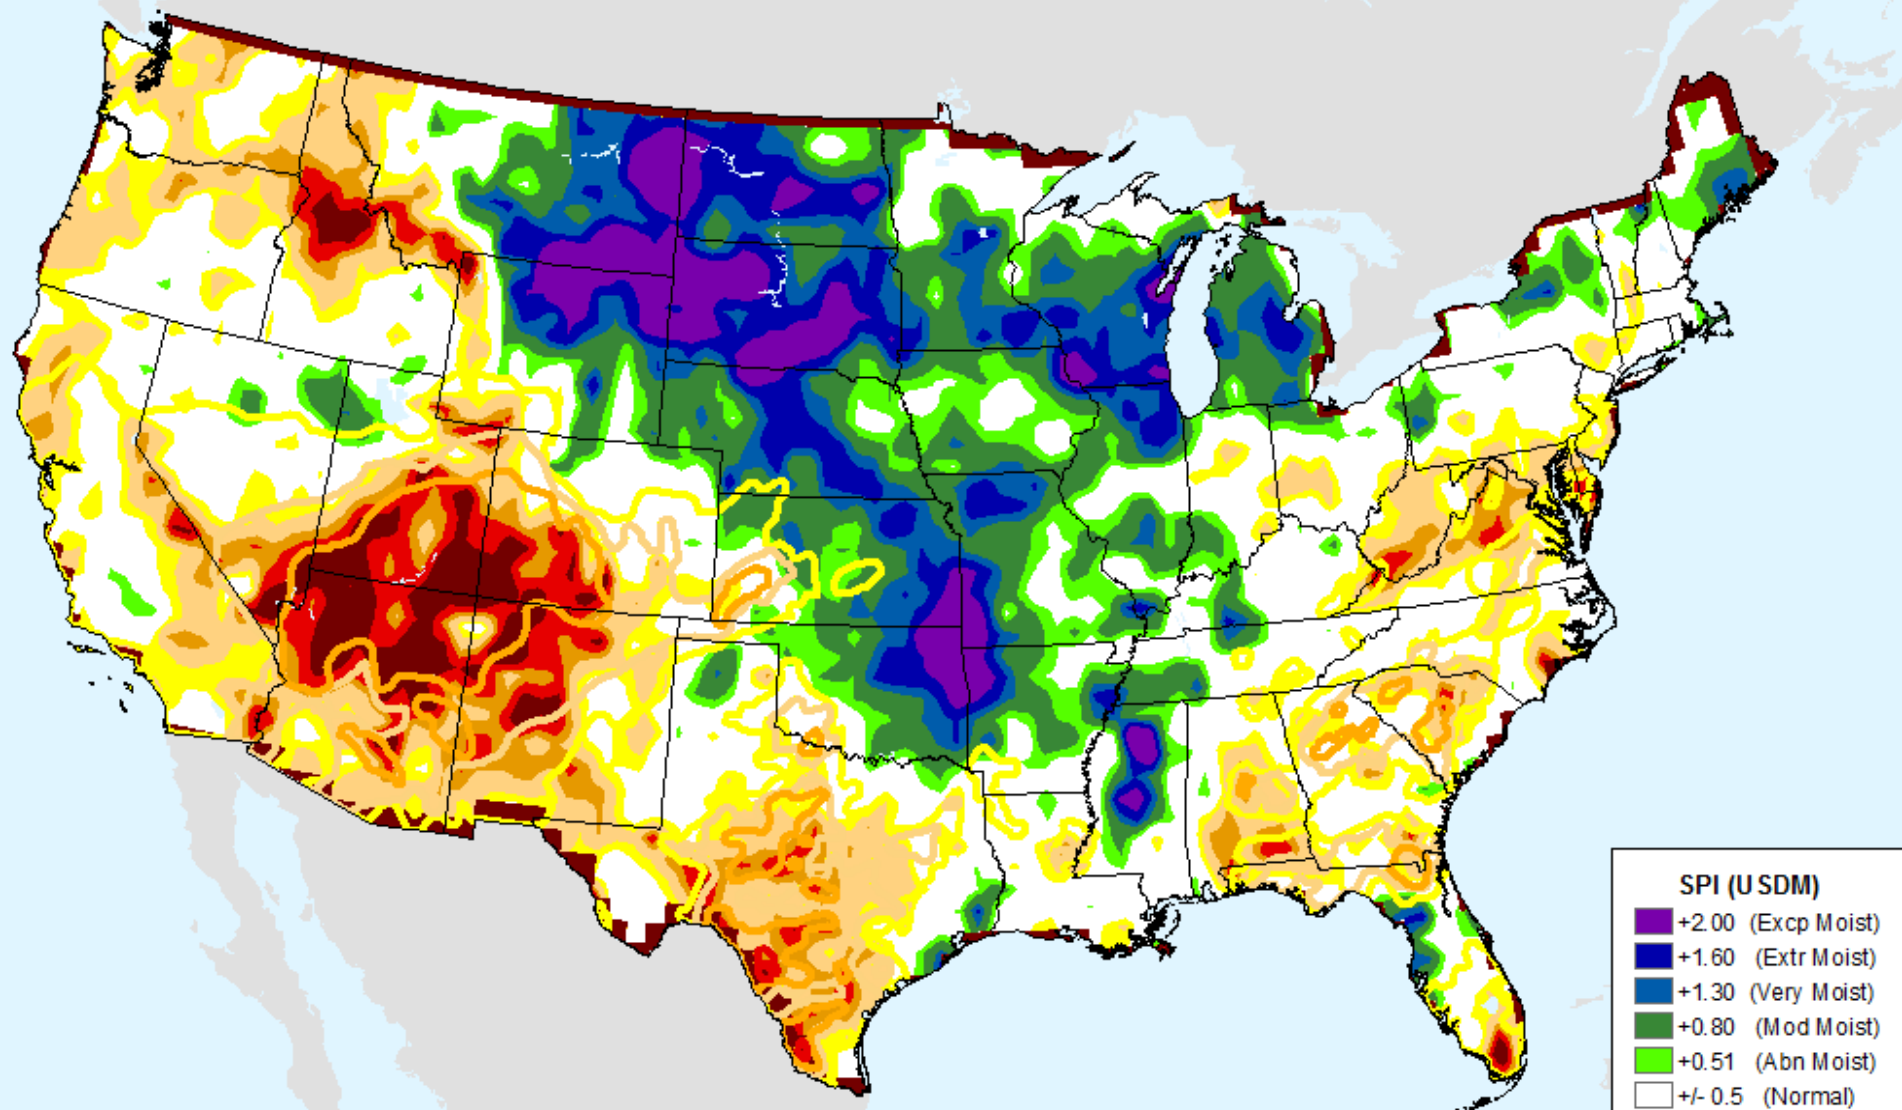 SPI (USDM)
+2.00 (Excp Moist)
+1.60 (Extr Moist)
+1.30 (Very Moist)
+0.80 (Mod Moist)
+0.51 (Abn Moist)
+/- 0.5 (Normal)